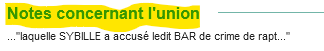 Notes concernant l'union
..."laquelle SYBILLE a accusé ledit BAR de crime de rapt..."